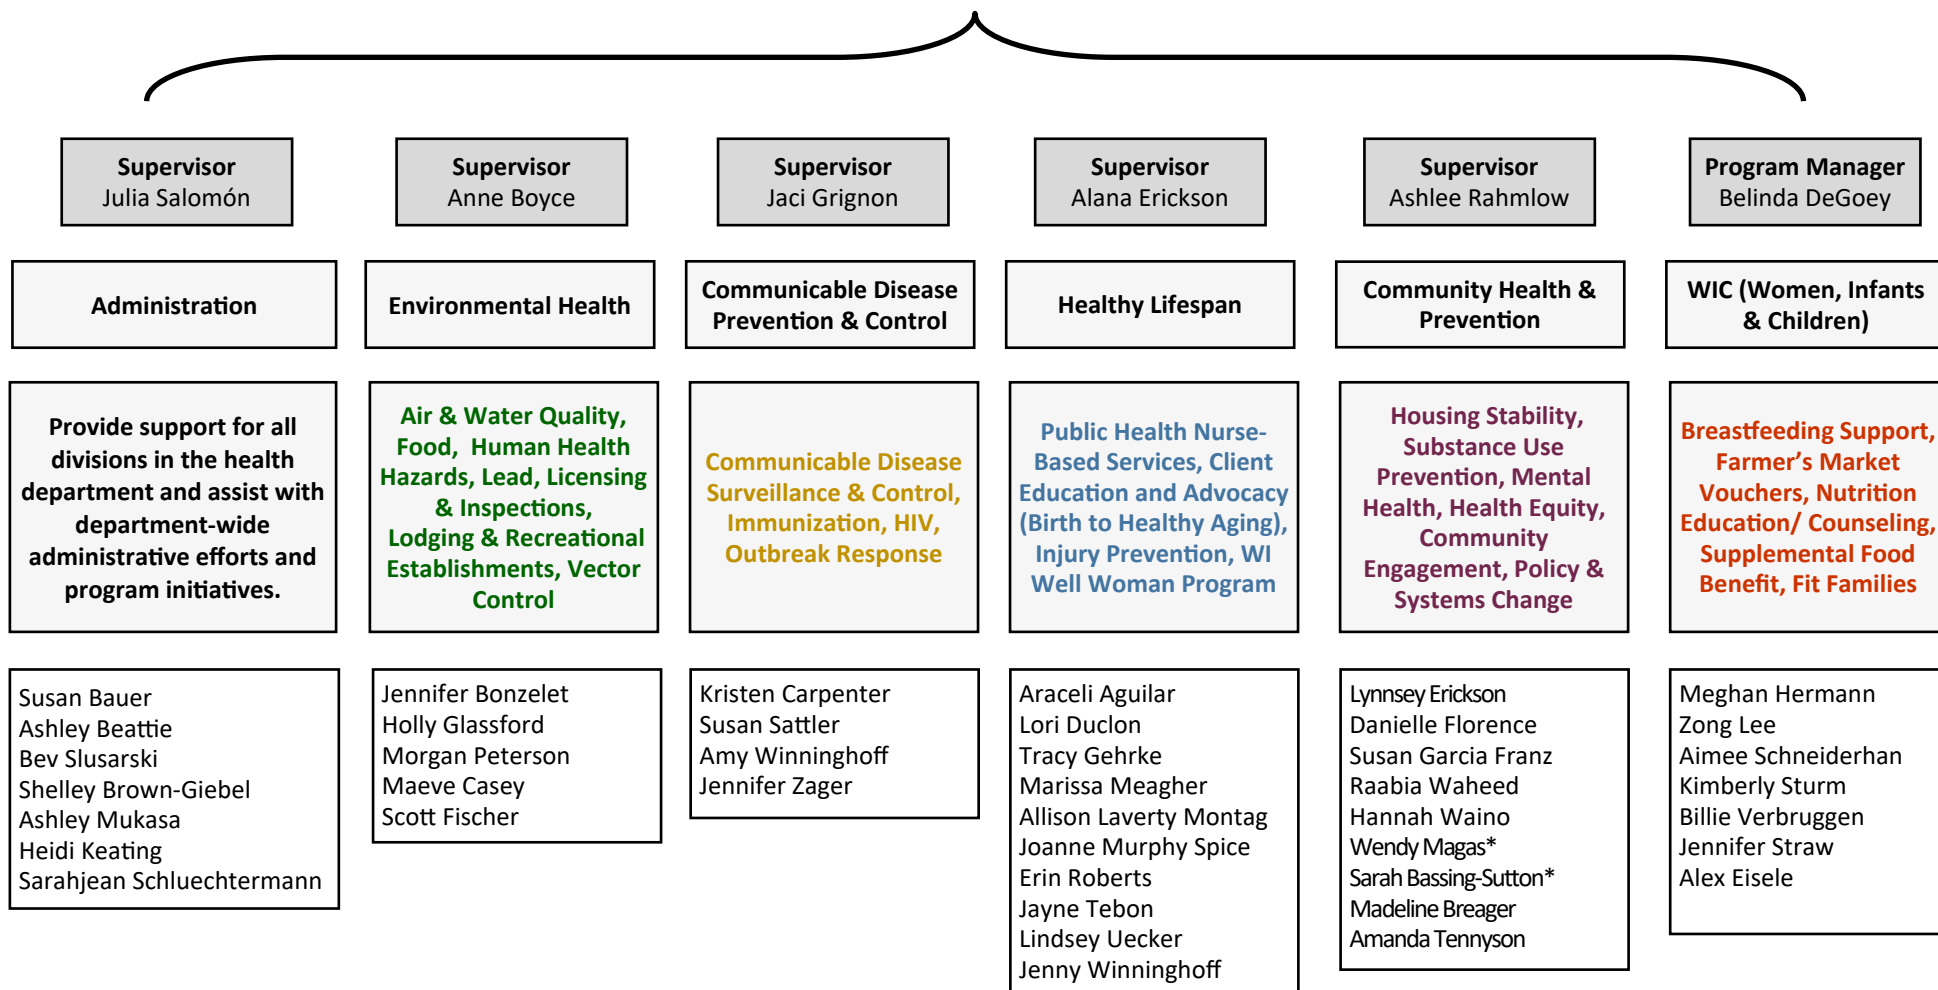 Supervisor
Julia Salomón
Supervisor
Anne Boyce
Supervisor
Jaci Grignon
Supervisor
Alana Erickson
Supervisor
Ashlee Rahmlow
Program Manager
Belinda DeGoey
Administration
Environmental Health
Communicable Disease
Prevention & Control
Healthy Lifespan
Community Health &
Prevention
WIC (Women, Infants
& Children)
Provide support for all
divisions in the health
department and assist with
department-wide
administrative efforts and
program initiatives.
Air & Water Quality,
Food, Human Health
Hazards, Lead, Licensing
& Inspections,
Lodging & Recreational
Establishments, Vector
Control
Communicable Disease
Surveillance & Control,
Immunization, HIV,
Outbreak Response
Public Health Nurse-
Based Services, Client
Education and Advocacy
(Birth to Healthy Aging),
Injury Prevention, WI
Well Woman Program
Housing Stability,
Substance Use
Prevention, Mental
Health, Health Equity,
Community
Engagement, Policy &
Systems Change
Breastfeeding Support,
Farmer’s Market
Vouchers, Nutrition
Education/ Counseling,
Supplemental Food
Benefit, Fit Families
Susan Bauer
Ashley Beattie
Bev Slusarski
Shelley Brown-Giebel
Ashley Mukasa
Heidi Keating
Sarahjean Schluechtermann
Jennifer Bonzelet
Holly Glassford
Morgan Peterson
Maeve Casey
Scott Fischer
Kristen Carpenter
Susan Sattler
Amy Winninghoff
Jennifer Zager
Araceli Aguilar
Lori Duclon
Tracy Gehrke
Marissa Meagher
Allison Laverty Montag
Joanne Murphy Spice
Erin Roberts
Jayne Tebon
Lindsey Uecker
Jenny Winninghoff
Lynnsey Erickson
Danielle Florence
Susan Garcia Franz
Raabia Waheed
Hannah Waino
Wendy Magas*
Sarah Bassing-Sutton*
Madeline Breager
Amanda Tennyson
Meghan Hermann
Zong Lee
Aimee Schneiderhan
Kimberly Sturm
Billie Verbruggen
Jennifer Straw
Alex Eisele